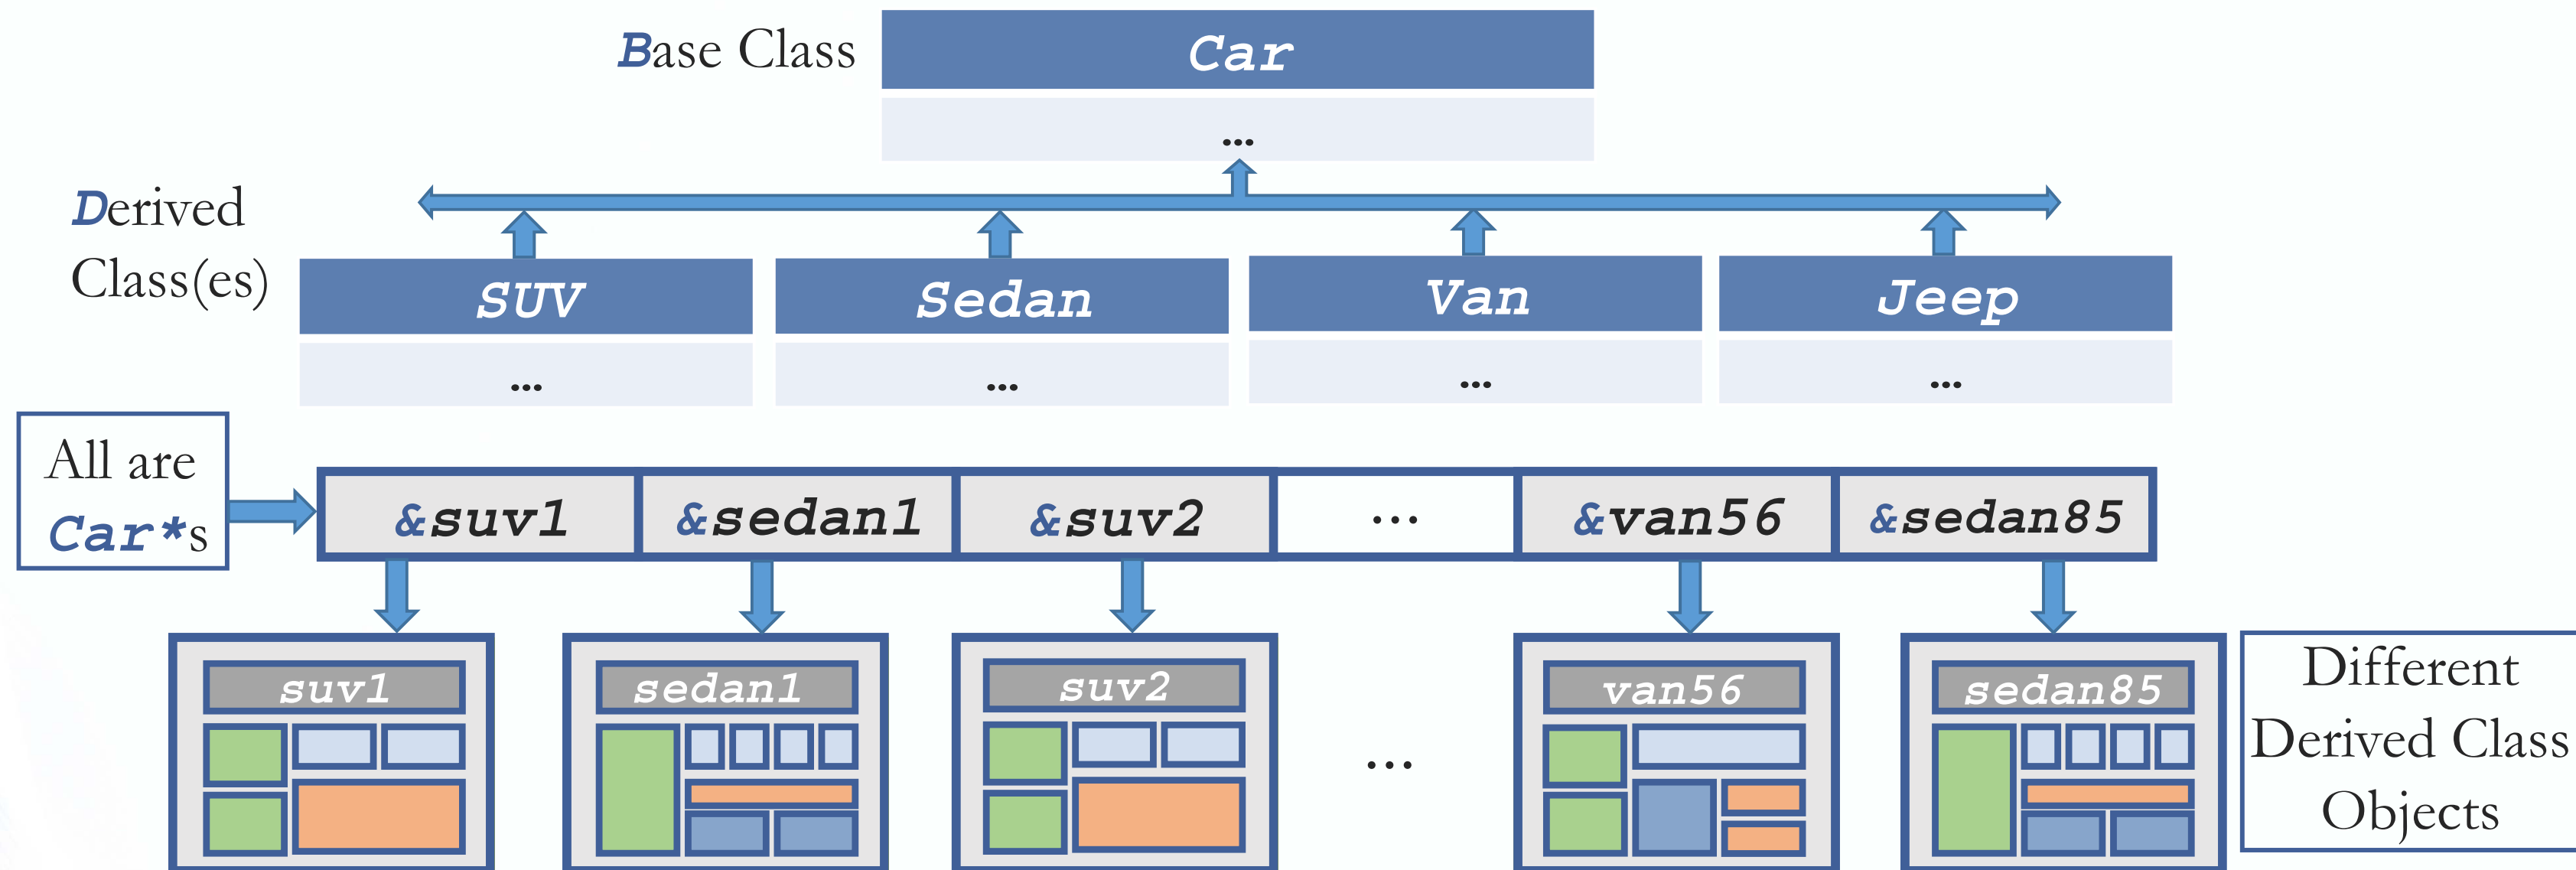 Base Class
Car
...
Derived
Class(es)
SUV
Sedan
Van
Jeep
...
...
...
...
All are
Car*s
&suv1
&sedan1
&suv2
...
&van56
&sedan85
suv1
sedan1
suv2
...
van56
sedan85
Different
Derived Class
Objects